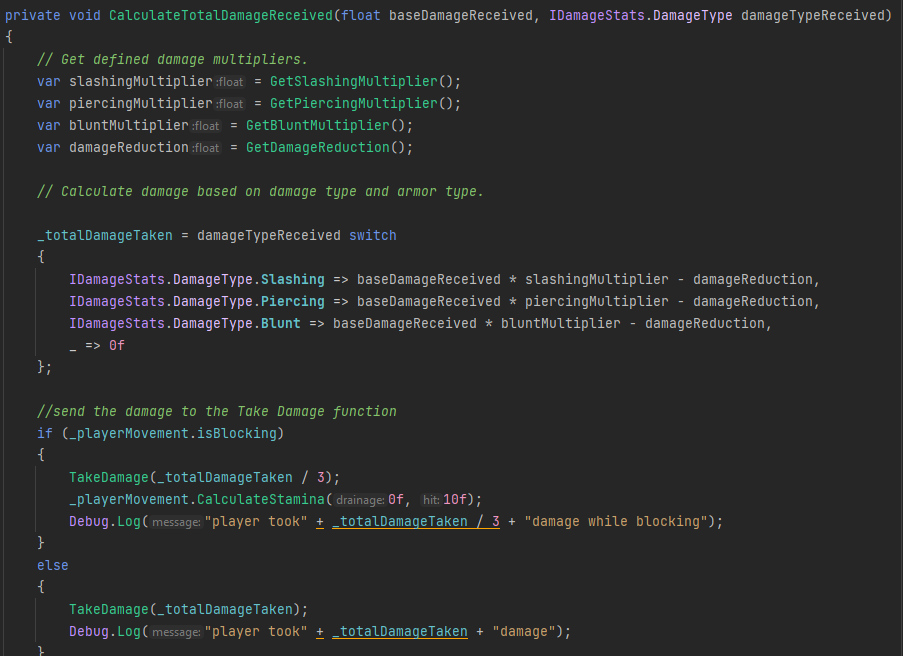 private void CalculateTotalDamageReceived(float baseDamageReceived, IDamageStats.DamageType damageTypeReceived)
{
// Get defined damage multipliers.
var slashingMultiplier :float = GetSlashingMultiplier();
var piercingMultiplier :float = GetPiercingMultiplier();
var bluntMultiplier :float = GetBluntMultiplier();
var damageReduction :float = GetDamageReduction();
// Calculate damage based on damage type and armor type.
_totalDamageTaken = damageTypeReceived switch
{
IDamageStats.DamageType.Slashing => baseDamageReceived * slashingMultiplier - damageReduction,
IDamageStats.DamageType.Piercing => baseDamageReceived * piercingMultiplier - damageReduction,
IDamageStats.DamageType.Blunt => baseDamageReceived * bluntMultiplier - damageReduction,
_ => 0f
};
//send the damage to the Take Damage function
if (_playerMovement.isBlocking)
{
TakeDamage(_totalDamageTaken / 3);
_playerMovement.CalculateStamina( drainage: 0f, hit: 10f);
Debug.Log( message: "player took" + _totalDamageTaken / 3 + "damage while blocking");
}
else
{
TakeDamage(_totalDamageTaken);
Debug.Log( message: "player took" + _totalDamageTaken + "damage");
}